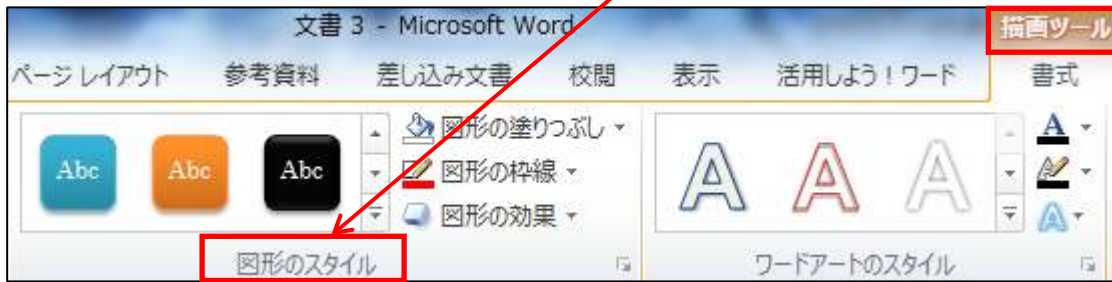 文書 3 - Microsoft Word
描画ツール
ページ レイアウト 参考資料 差し込み文書 校閲 表示 活用しよう！ワード 書式
図形の塗りつぶし
Abc Abc Abc 図形の枠線 A A A
図形の効果
図形のスタイル ワードアートのスタイル